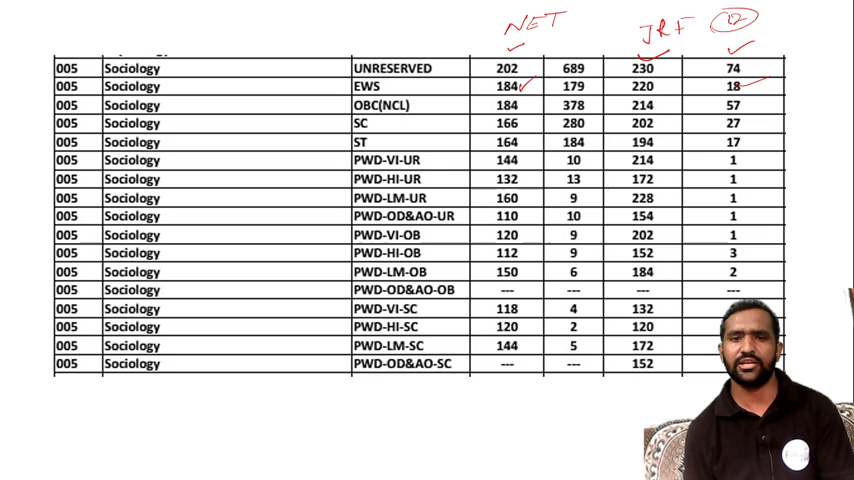 NET JRF
005 Sociology UNRESERVED 202 689 230 74
005 Sociology EWS 184 179 220 18
005 Sociology OBC(NCL) 184 378 214 57
005 Sociology SC 166 280 202 27
005 Sociology ST 164 184 194 17
005 Sociology PWD-VI-UR 144 10 214 1
005 Sociology PWD-HI-UR 132 13 172 1
005 Sociology PWD-LM-UR 160 9 228 1
005 Sociology PWD-OD&AO-UR 110 10 154 1
005 Sociology PWD-VI-OB 120 9 202 1
005 Sociology PWD-HI-OB 112 9 152 3
005 Sociology PWD-LM-OB 150 6 184 2
005 Sociology PWD-OD&AO-OB --- --- --- ---
005 Sociology PWD-VI-SC 118 4 132
005 Sociology PWD-HI-SC 120 2 120
005 Sociology PWD-LM-SC 144 5 172
005 Sociology PWD-OD&AO-SC --- --- 152